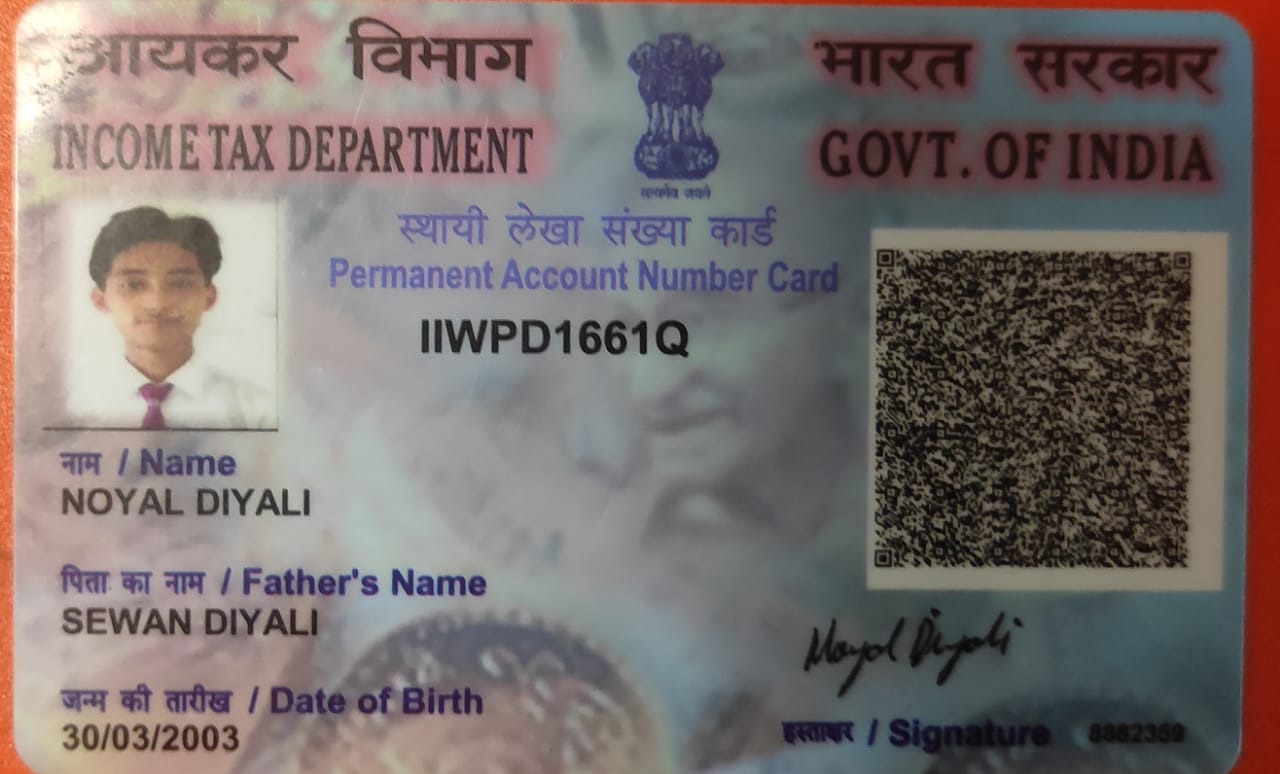 आयकर विभाग
INCOME TAX DEPARTMENT
सत्यमेव जयते
भारत सरकार
GOVT. OF INDIA
स्थायी लेखा संख्या कार्ड
Permanent Account Number Card
IIWPD1661Q
नाम / Name
NOYAL DIYALI
पिता का नाम / Father's Name
SEWAN DIYALI
जन्म की तारीख / Date of Birth
30/03/2003
Noyal Diyali
हस्ताक्षर / Signature
8882359